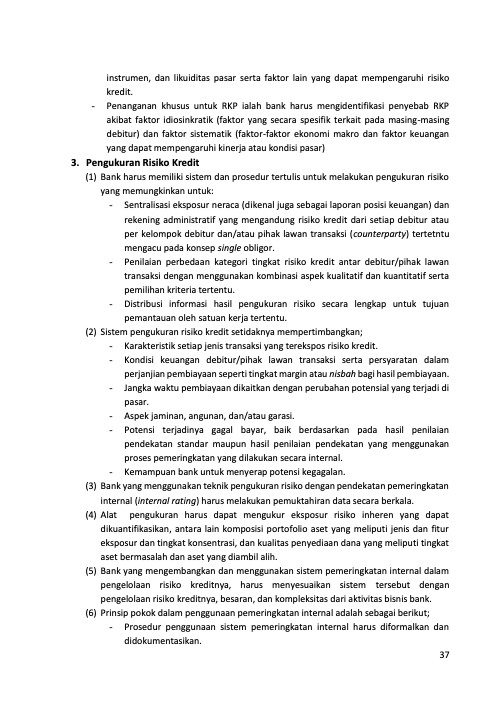 instrumen, dan likuiditas pasar serta faktor lain yang dapat mempengaruhi risiko
kredit.
- Penanganan khusus untuk RKP ialah bank harus mengidentifikasi penyebab RKP
akibat faktor idiosinkratik (faktor yang secara spesifik terkait pada masing-masing
debitur) dan faktor sistematik (faktor-faktor ekonomi makro dan faktor keuangan
yang dapat mempengaruhi kinerja atau kondisi pasar)
3. Pengukuran Risiko Kredit
(1) Bank harus memiliki sistem dan prosedur tertulis untuk melakukan pengukuran risiko
yang memungkinkan untuk:
- Sentralisasi eksposur neraca (dikenal juga sebagai laporan posisi keuangan) dan
rekening administratif yang mengandung risiko kredit dari setiap debitur atau
per kelompok debitur dan/atau pihak lawan transaksi (counterparty) tertetntu
mengacu pada konsep single obligor.
- Penilaian perbedaan kategori tingkat risiko kredit antar debitur/pihak lawan
transaksi dengan menggunakan kombinasi aspek kualitatif dan kuantitatif serta
pemilihan kriteria tertentu.
- Distribusi informasi hasil pengukuran risiko secara lengkap untuk tujuan
pemantauan oleh satuan kerja tertentu.
(2) Sistem pengukuran risiko kredit setidaknya mempertimbangkan;
- Karakteristik setiap jenis transaksi yang terekspos risiko kredit.
- Kondisi keuangan debitur/pihak lawan transaksi serta persyaratan dalam
perjanjian pembiayaan seperti tingkat margin atau nisbah bagi hasil pembiayaan.
- Jangka waktu pembiayaan dikaitkan dengan perubahan potensial yang terjadi di
pasar.
- Aspek jaminan, angunan, dan/atau garasi.
- Potensi terjadinya gagal bayar, baik berdasarkan pada hasil penilaian
pendekatan standar maupun hasil penilaian pendekatan yang menggunakan
proses pemeringkatan yang dilakukan secara internal.
- Kemampuan bank untuk menyerap potensi kegagalan.
(3) Bank yang menggunakan teknik pengukuran risiko dengan pendekatan pemeringkatan
internal (internal rating) harus melakukan pemuktahiran data secara berkala.
(4) Alat pengukuran harus dapat mengukur eksposur risiko inheren yang dapat
dikuantifikasikan, antara lain komposisi portofolio aset yang meliputi jenis dan fitur
eksposur dan tingkat konsentrasi, dan kualitas penyediaan dana yang meliputi tingkat
aset bermasalah dan aset yang diambil alih.
(5) Bank yang mengembangkan dan menggunakan sistem pemeringkatan internal dalam
pengelolaan risiko kreditnya, harus menyesuaikan sistem tersebut dengan
pengelolaan risiko kreditnya, besaran, dan kompleksitas dari aktivitas bisnis bank.
(6) Prinsip pokok dalam penggunaan pemeringkatan internal adalah sebagai berikut;
- Prosedur penggunaan sistem pemeringkatan internal harus diformalkan dan
didokumentasikan.
37